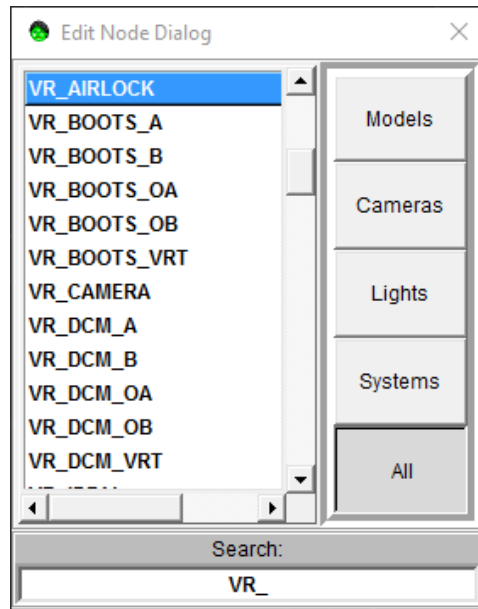 Edit Node Dialog
VR_AIRLOCK
VR_BOOTS_A
VR_BOOTS_B
VR_BOOTS_OA
VR_BOOTS_OB
VR_BOOTS_VRT
VR_CAMERA
VR_DCM_A
VR_DCM_B
VR_DCM_OA
VR_DCM_OB
VR_DCM_VRT
Models
Cameras
Lights
Systems
All
Search:
VR_